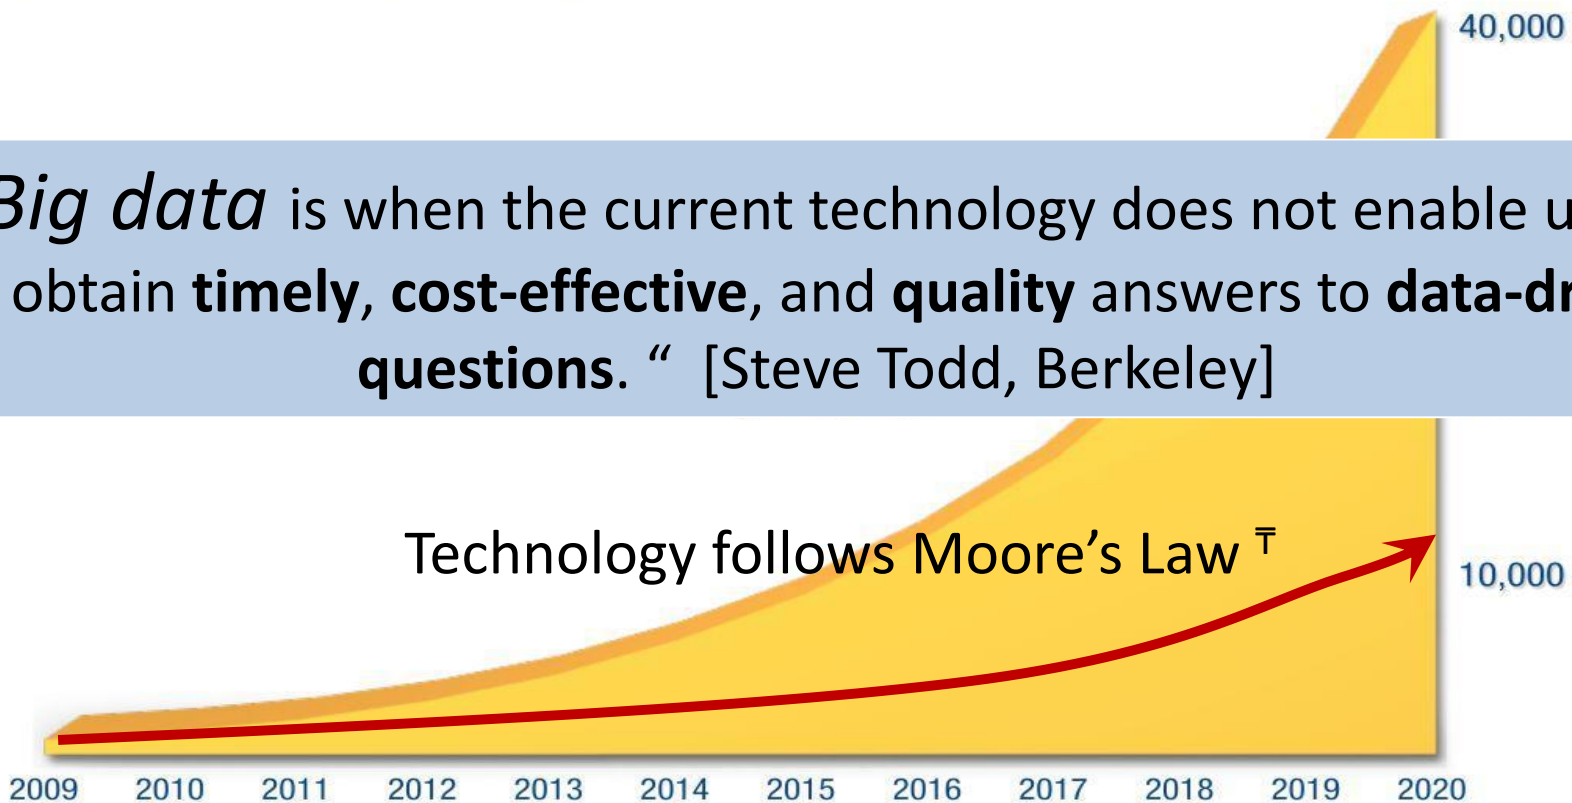 40,000
Big data is when the current technology does not enable u
obtain timely, cost-effective, and quality answers to data-dr
questions. “ [Steve Todd, Berkeley]
Technology follows Moore’s Law ₸
10,000
2009 2010 2011 2012 2013 2014 2015 2016 2017 2018 2019 2020